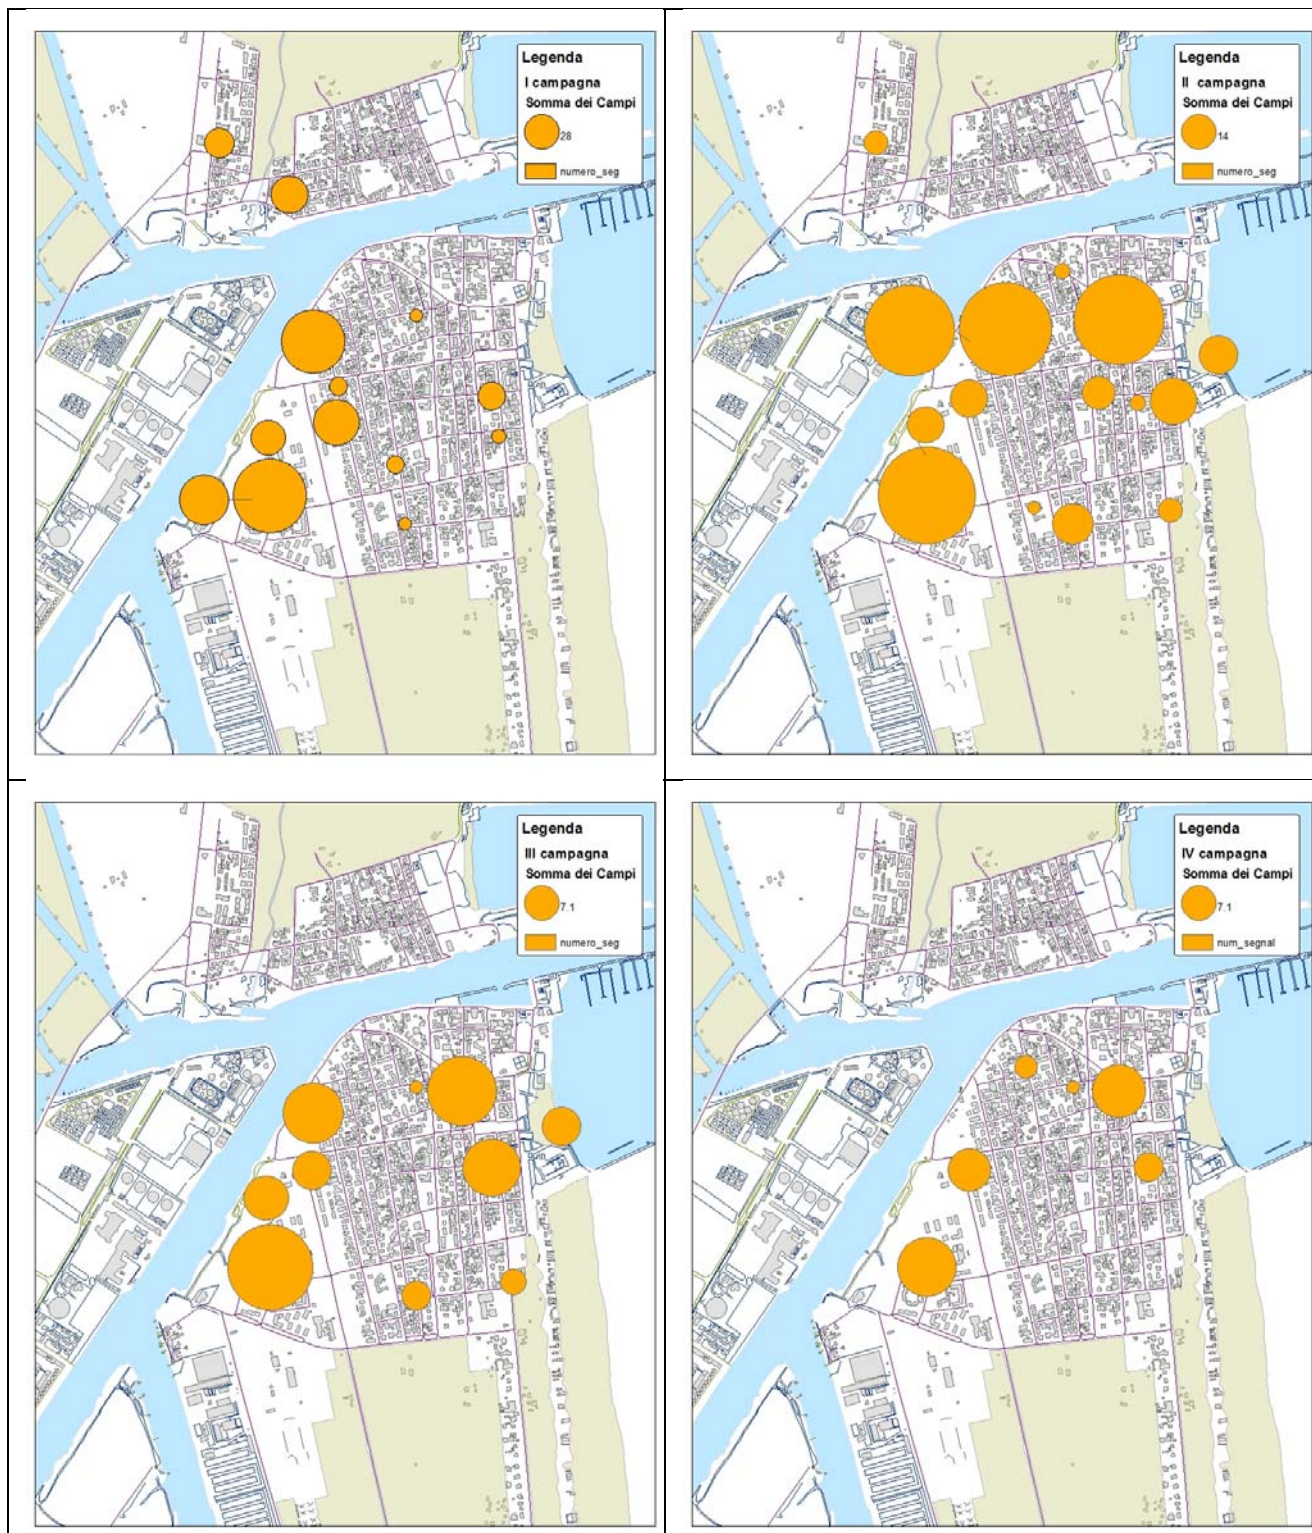 Legenda
I campagna
Somma dei Campi
28
numero_seg
Legenda
II campagna
Somma dei Campi
14
numero_seg
Legenda
III campagna
Somma dei Campi
7.1
numero_seg
Legenda
IV campagna
Somma dei Campi
7.1
num_segnal